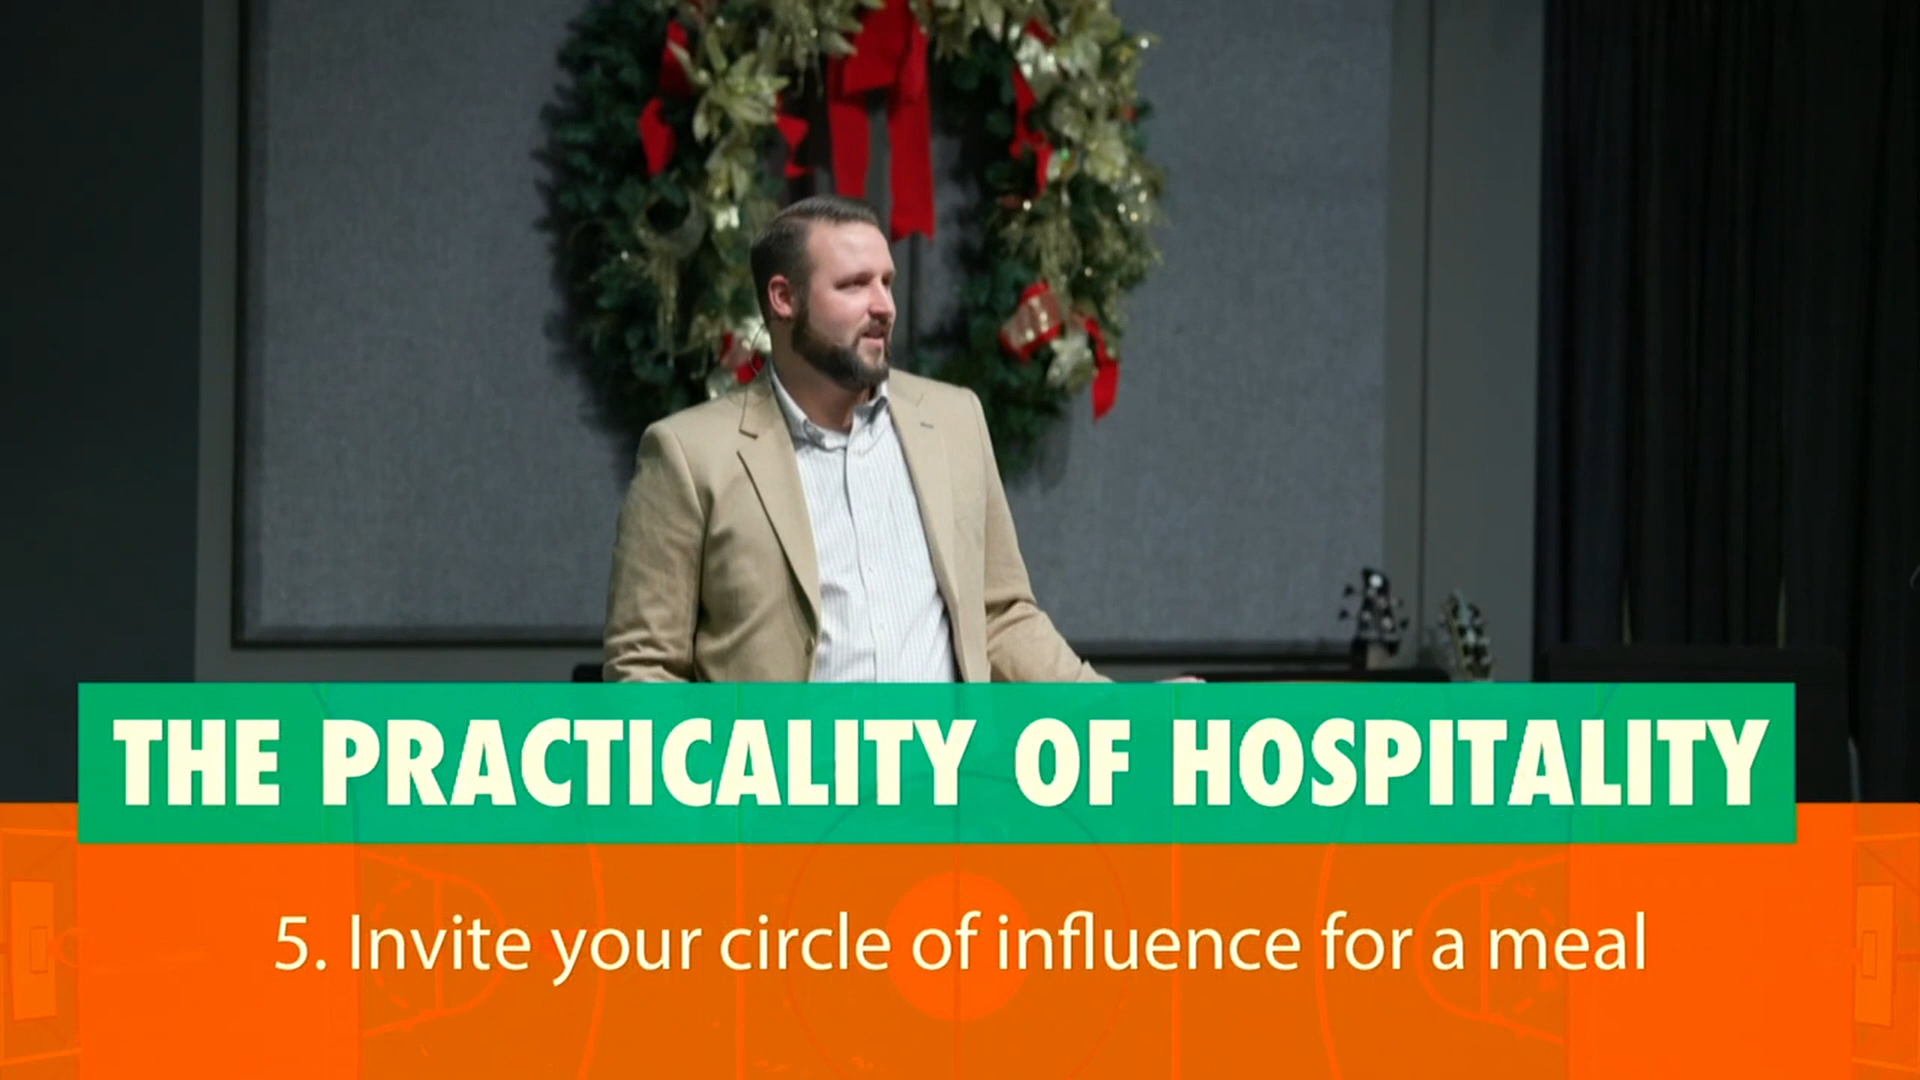 THE PRACTICALITY OF HOSPITALITY
5. Invite your circle of influence for a meal